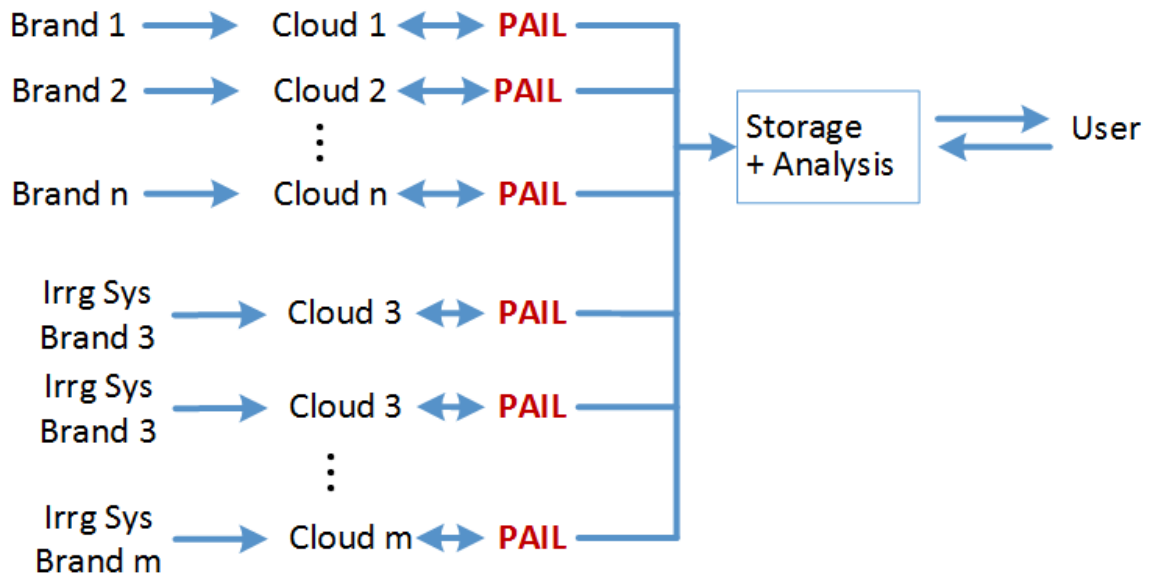 Brand 1 Cloud 1 PAIL
Brand 2 Cloud 2 PAIL
Brand n Cloud n PAIL
Storage
+ Analysis
User
Irrg Sys
Brand 3
Cloud 3 PAIL
Irrg Sys
Brand 3
Cloud 3 PAIL
Irrg Sys
Brand m
Cloud m PAIL